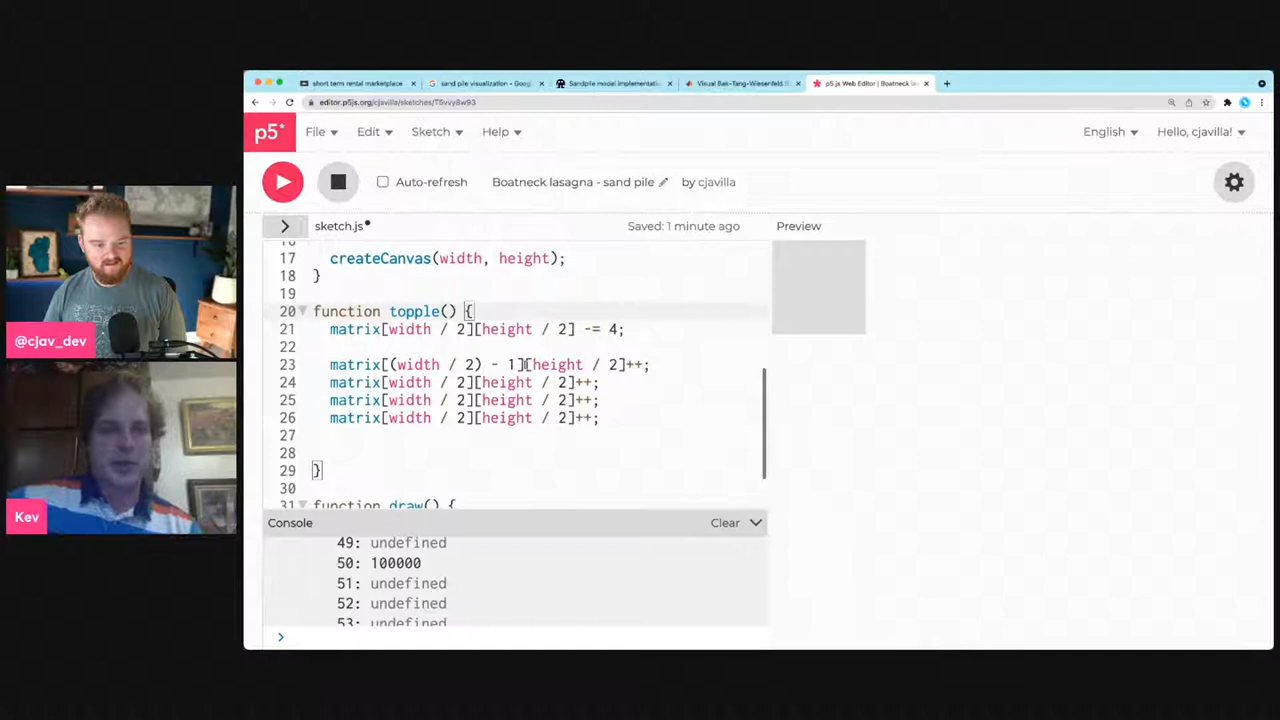 short term rental marketplace
sand pile visualization - Goog
Sandpile model implementati
Visual Bak-Tang-Wiesenfeld
p5.js Web Editor | Boatneck la
editor.p5js.org/cjavilla/sketches/T5vvy8w93
p5*
File
Edit
Sketch
Help
English
Hello, cjavilla!
Auto-refresh
Boatneck lasagna - sand pile
by cjavilla
sketch.js
Saved: 1 minute ago
Preview
17 createCanvas(width, height);
18 }
19
20 function topple() {
21 matrix[width / 2][height / 2] -= 4;
22
23 matrix[(width / 2) - 1][height / 2]++;
24 matrix[width / 2][height / 2]++;
25 matrix[width / 2][height / 2]++;
26 matrix[width / 2][height / 2]++;
27
28
29 }
30
31 function draw() {
Console
Clear
49: undefined
50: 100000
51: undefined
52: undefined
53: undefined
>
@cjav_dev
Kev